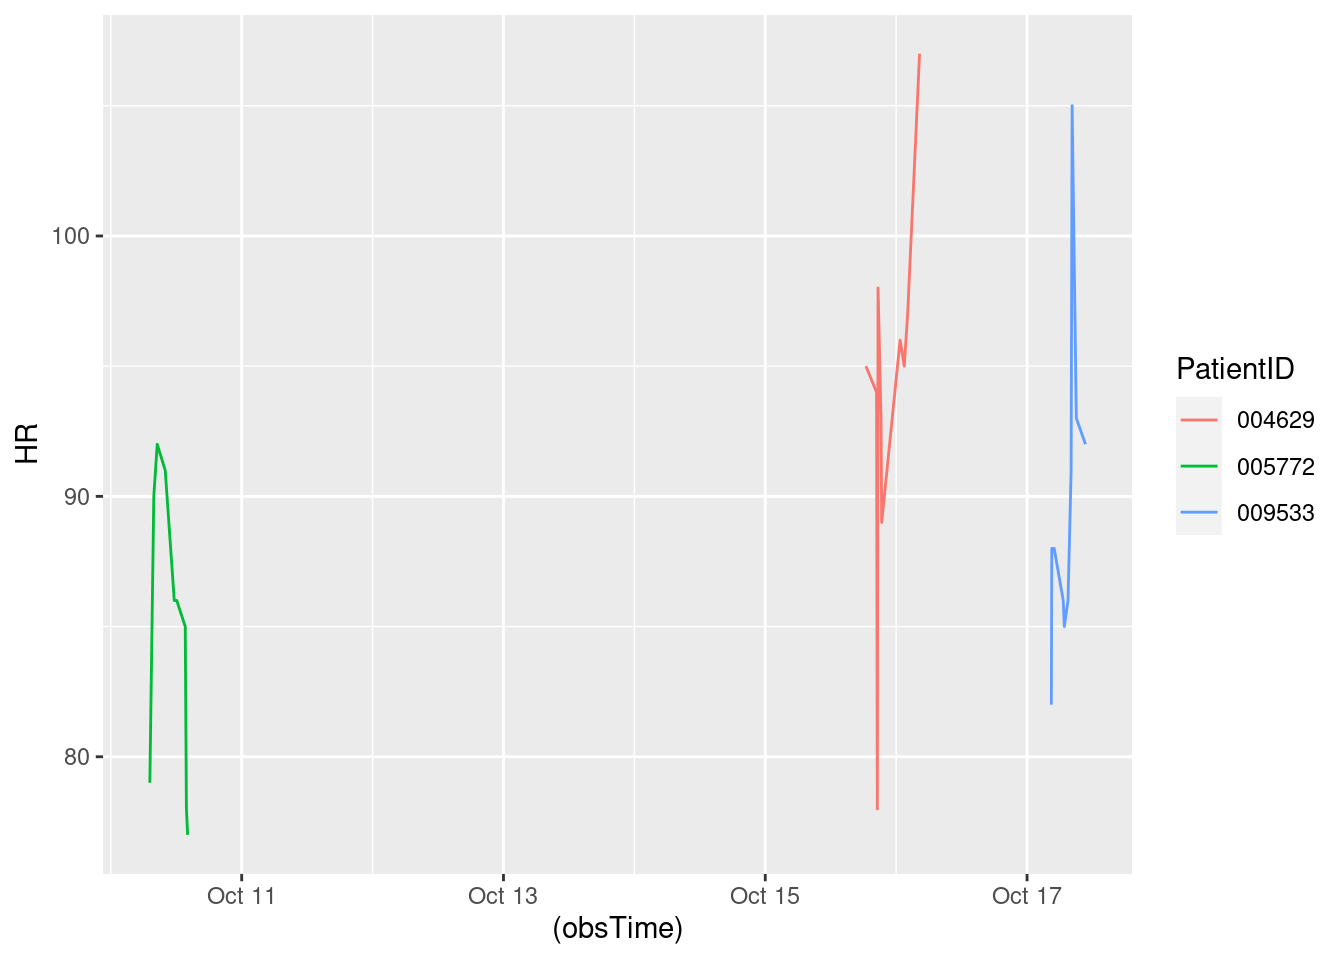 HR
100
90
80
Oct 11
Oct 13
Oct 15
Oct 17
(obsTime)
PatientID
004629
005772
009533